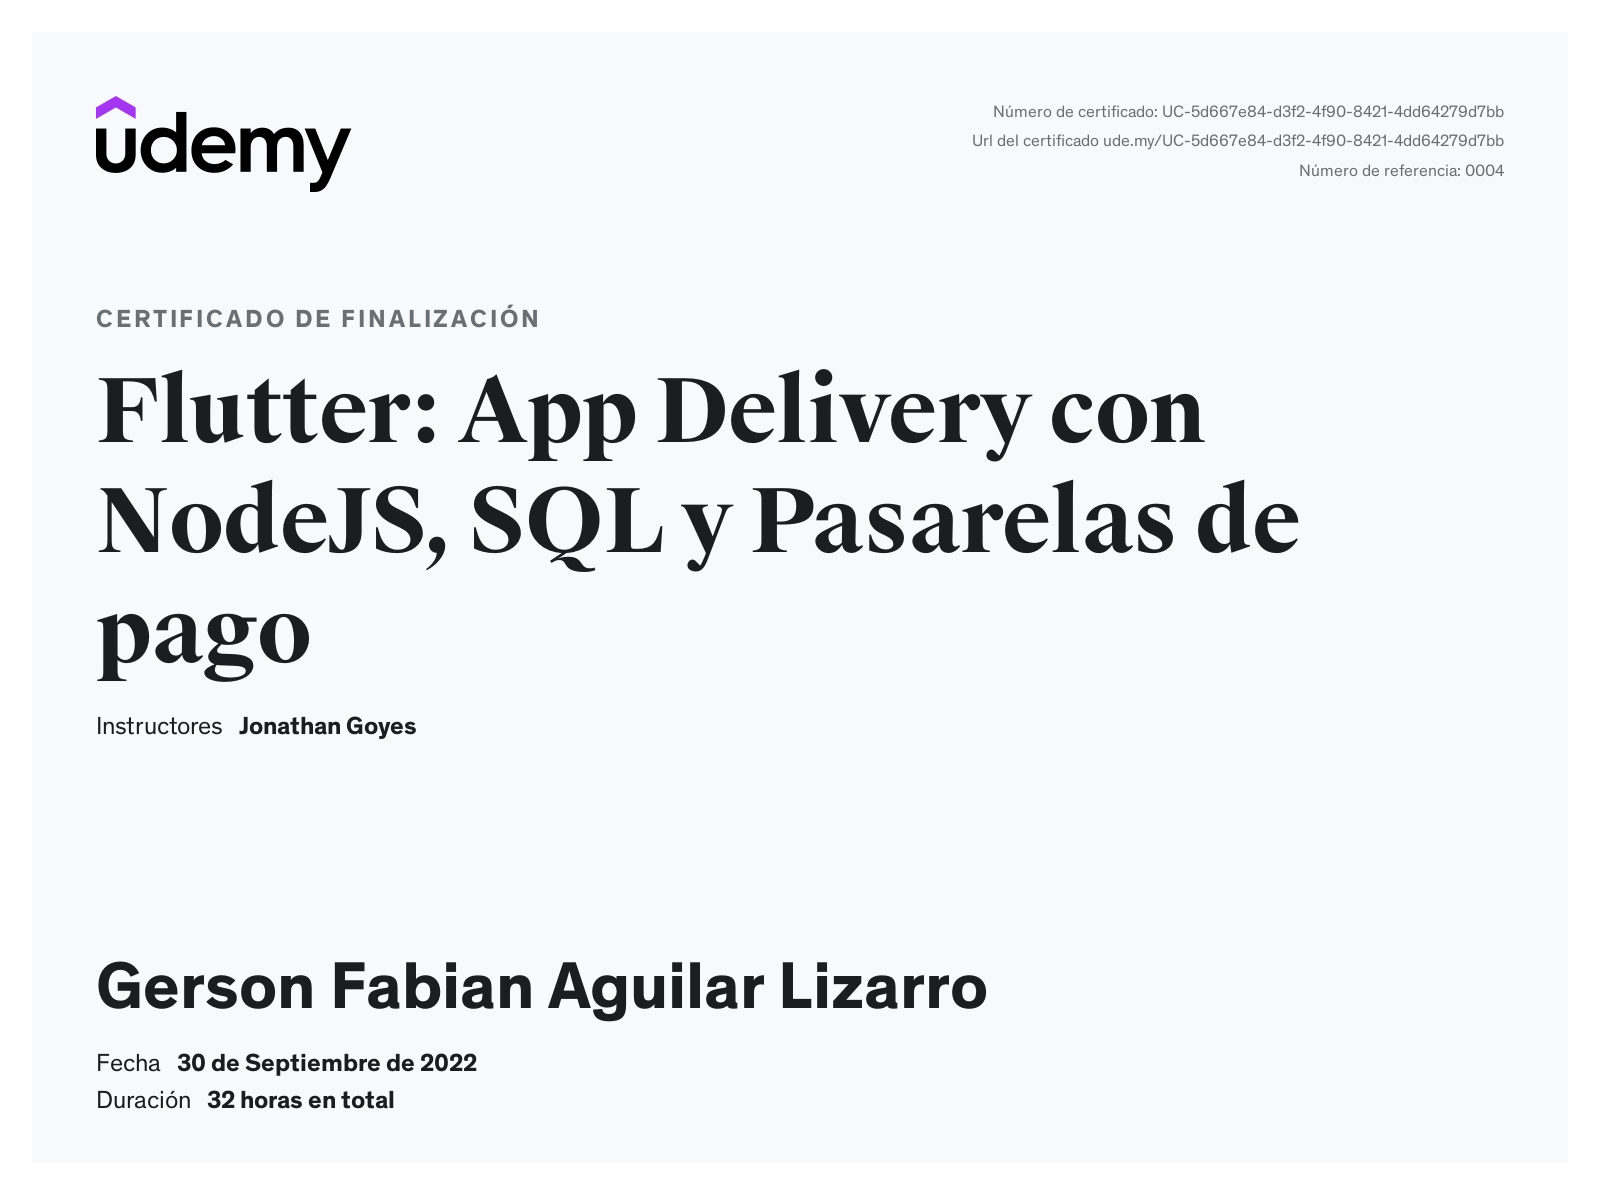 udemy
Número de certificado: UC-5d667e84-d3f2-4f90-8421-4dd64279d7bb
Url del certificado ude.my/UC-5d667e84-d3f2-4f90-8421-4dd64279d7bb
Número de referencia: 0004
CERTIFICADO DE FINALIZACIÓN
Flutter: App Delivery con
NodeJS, SQL y Pasarelas de
pago
Instructores Jonathan Goyes
Gerson Fabian Aguilar Lizarro
Fecha 30 de Septiembre de 2022
Duración 32 horas en total